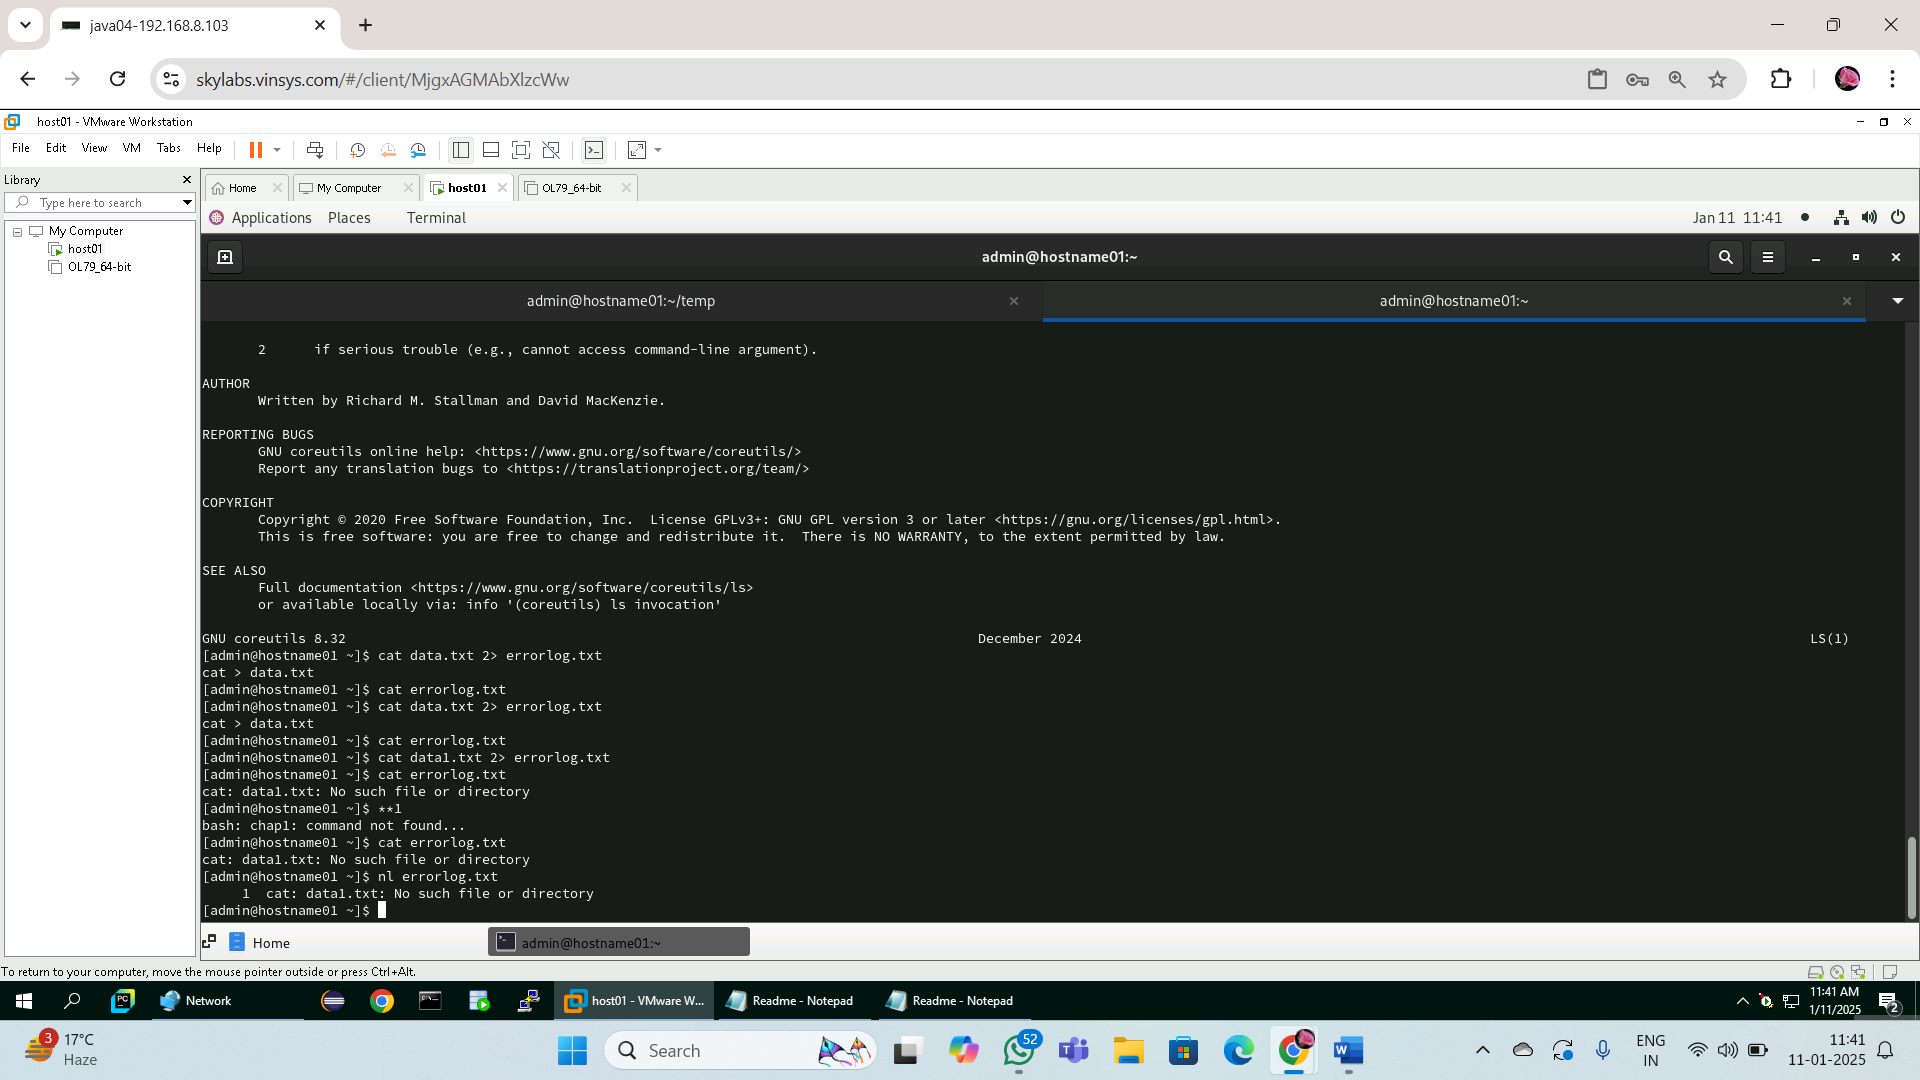 java04-192.168.8.103
skylabs.vinsys.com/#/client/MjgxAGMAbXlzcWw
host01 - VMware Workstation
File Edit View VM Tabs Help
Library
Type here to search
My Computer
host01
OL79_64-bit
Home My Computer host01 OL79_64-bit
Applications Places Terminal Jan 11 11:41
admin@hostname01:~
admin@hostname01:~/temp admin@hostname01:~
2 if serious trouble (e.g., cannot access command-line argument).
AUTHOR
Written by Richard M. Stallman and David MacKenzie.
REPORTING BUGS
GNU coreutils online help: <https://www.gnu.org/software/coreutils/>
Report any translation bugs to <https://translationproject.org/team/>
COPYRIGHT
Copyright © 2020 Free Software Foundation, Inc. License GPLv3+: GNU GPL version 3 or later <https://gnu.org/licenses/gpl.html>.
This is free software: you are free to change and redistribute it. There is NO WARRANTY, to the extent permitted by law.
SEE ALSO
Full documentation <https://www.gnu.org/software/coreutils/ls>
or available locally via: info '(coreutils) ls invocation'
GNU coreutils 8.32 December 2024 LS(1)
[admin@hostname01 ~]$ cat data.txt 2> errorlog.txt
cat > data.txt
[admin@hostname01 ~]$ cat errorlog.txt
[admin@hostname01 ~]$ cat data.txt 2> errorlog.txt
cat > data.txt
[admin@hostname01 ~]$ cat errorlog.txt
[admin@hostname01 ~]$ cat data1.txt 2> errorlog.txt
[admin@hostname01 ~]$ cat errorlog.txt
cat: data1.txt: No such file or directory
[admin@hostname01 ~]$ **1
bash: chap1: command not found...
[admin@hostname01 ~]$ cat errorlog.txt
cat: data1.txt: No such file or directory
[admin@hostname01 ~]$ nl errorlog.txt
1 cat: data1.txt: No such file or directory
[admin@hostname01 ~]$
Home admin@hostname01:~
To return to your computer, move the mouse pointer outside or press Ctrl+Alt.
PC Network host01 - VMware W... Readme - Notepad Readme - Notepad 11:41 AM
1/11/2025 2
3 17°C
Haze
Search 52 ENG
IN
11:41
11-01-2025